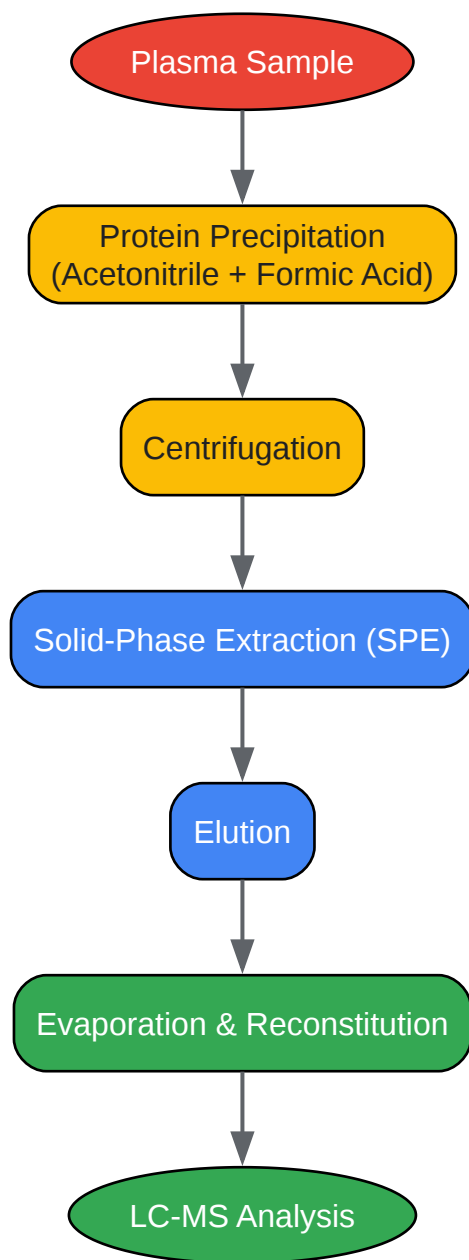 Plasma Sample
Protein Precipitation
(Acetonitrile + Formic Acid)
Centrifugation
Solid-Phase Extraction (SPE)
Elution
Evaporation & Reconstitution
LC-MS Analysis